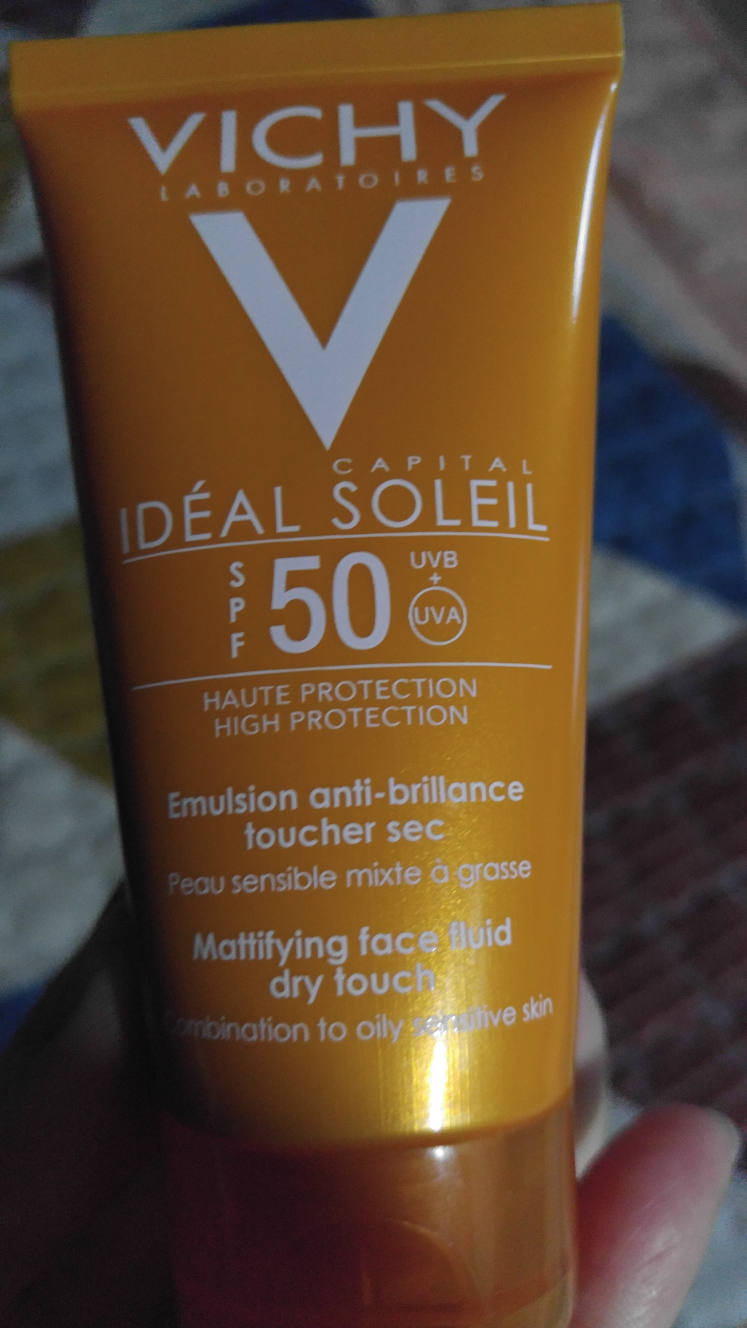 VICHY
LABORATOIRES
V
CAPITAL
IDÉAL SOLEIL
SPF 50 UVB + UVA
HAUTE PROTECTION
HIGH PROTECTION
Emulsion anti-brillance
toucher sec
Peau sensible mixte à grasse
Mattifying face fluid
dry touch
Combination to oily sensitive skin